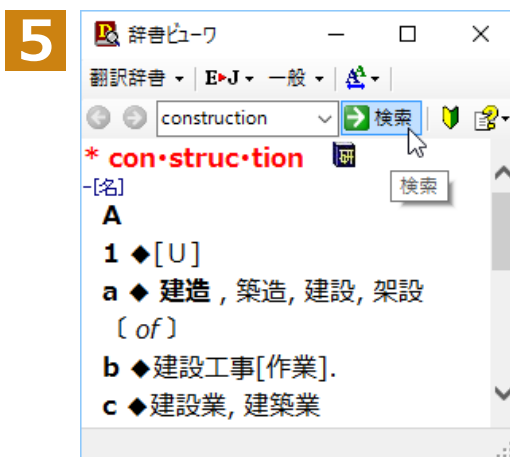 5
辞書ビューワ
翻訳辞書 E▸J 一般
construction 検索
* con·struc·tion 研
検索
-[名]
A
1 ◆[U]
a ◆ 建造 , 築造, 建設, 架設
〔 of 〕
b ◆建設工事[作業].
c ◆建設業, 建築業